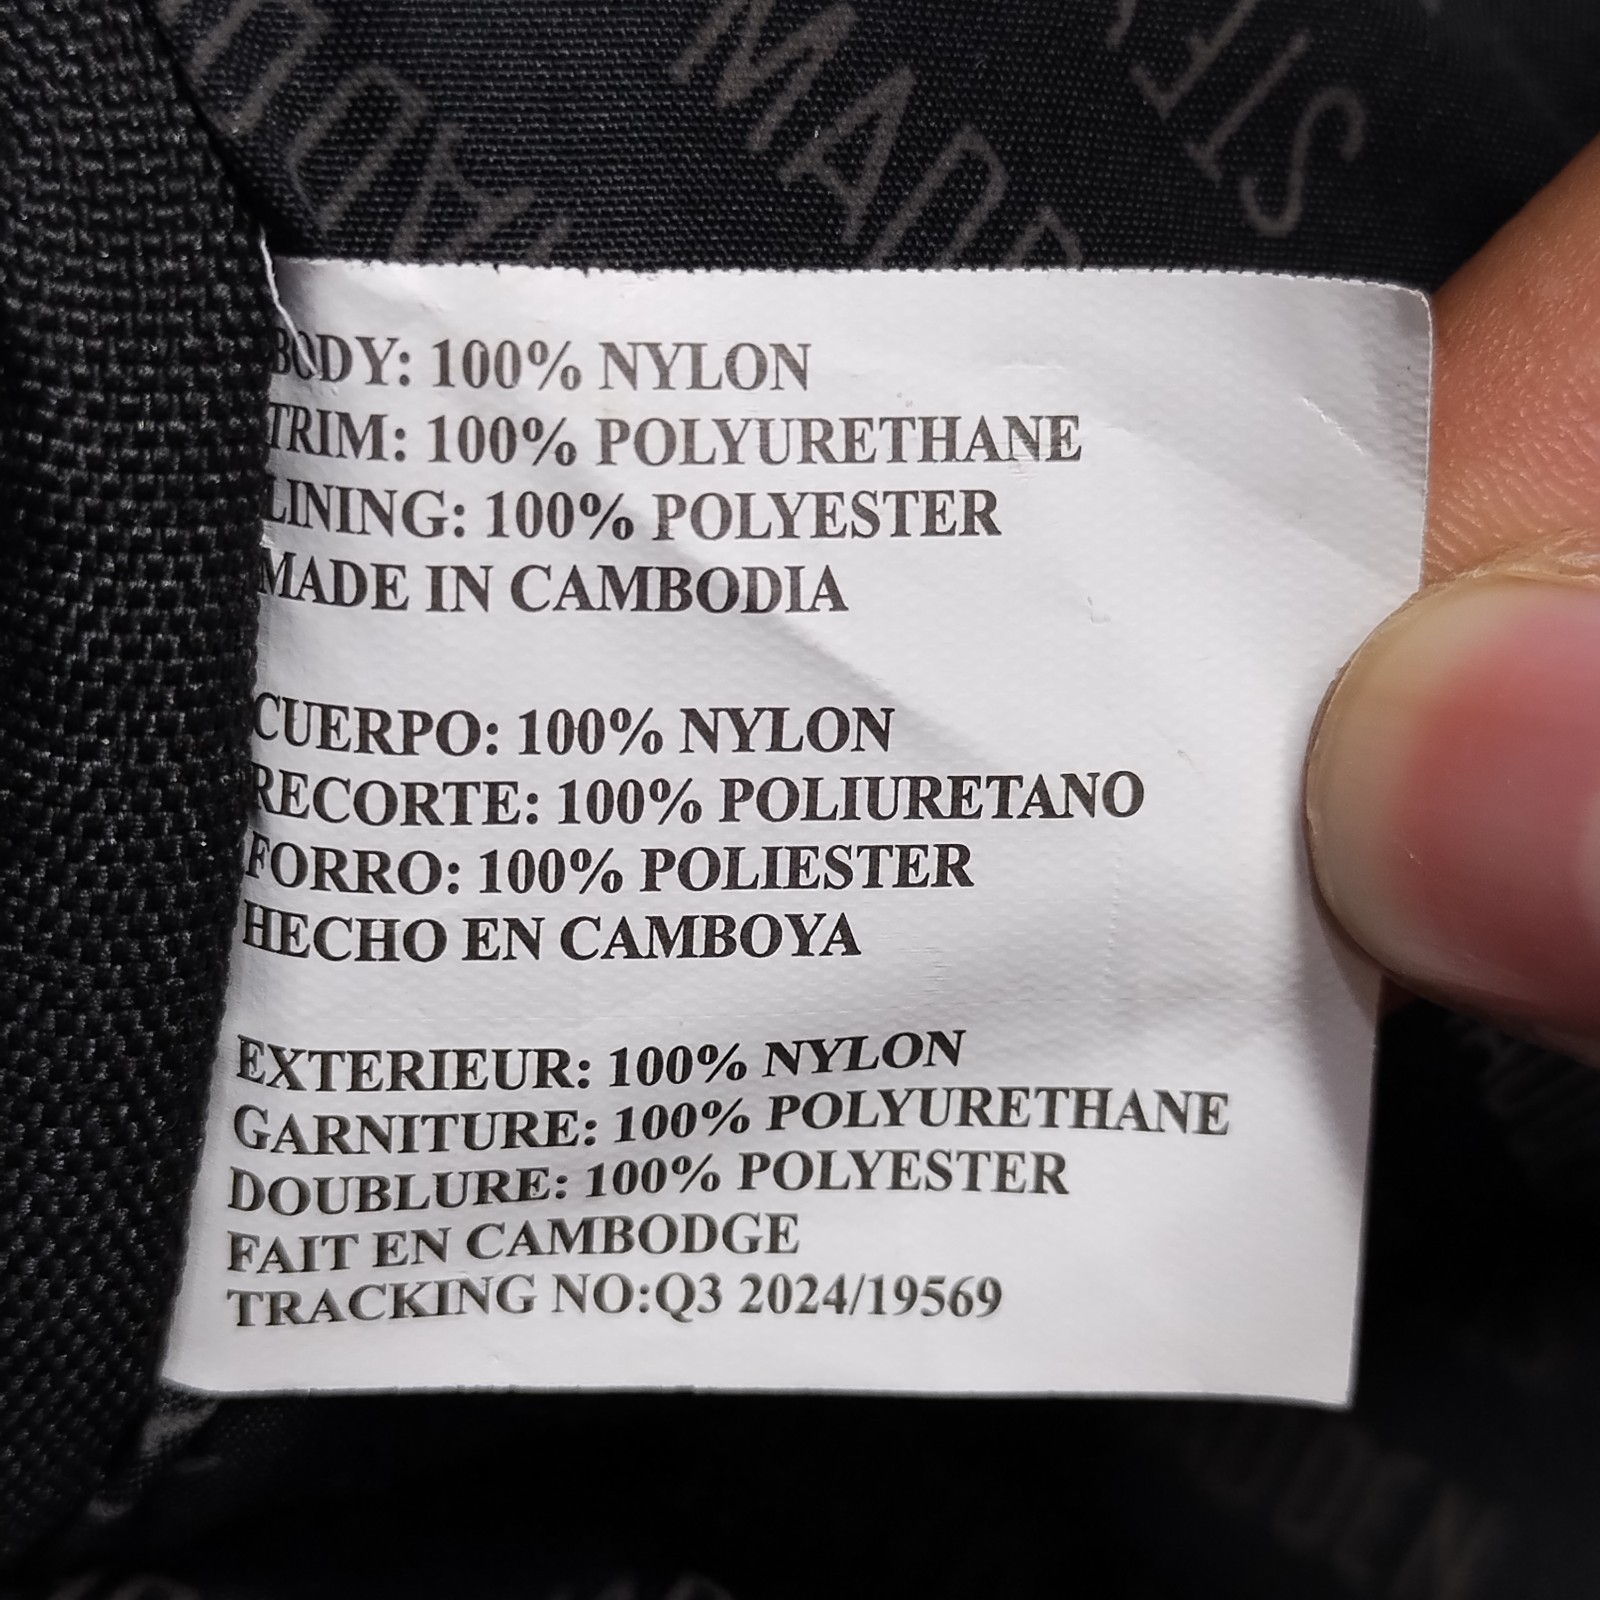 MADD
ST
BODY: 100% NYLON
TRIM: 100% POLYURETHANE
LINING: 100% POLYESTER
MADE IN CAMBODIA
CUERPO: 100% NYLON
RECORTE: 100% POLIURETANO
FORRO: 100% POLIESTER
HECHO EN CAMBOYA
EXTERIEUR: 100% NYLON
GARNITURE: 100% POLYURETHANE
DOUBLURE: 100% POLYESTER
FAIT EN CAMBODGE
TRACKING NO:Q3 2024/19569